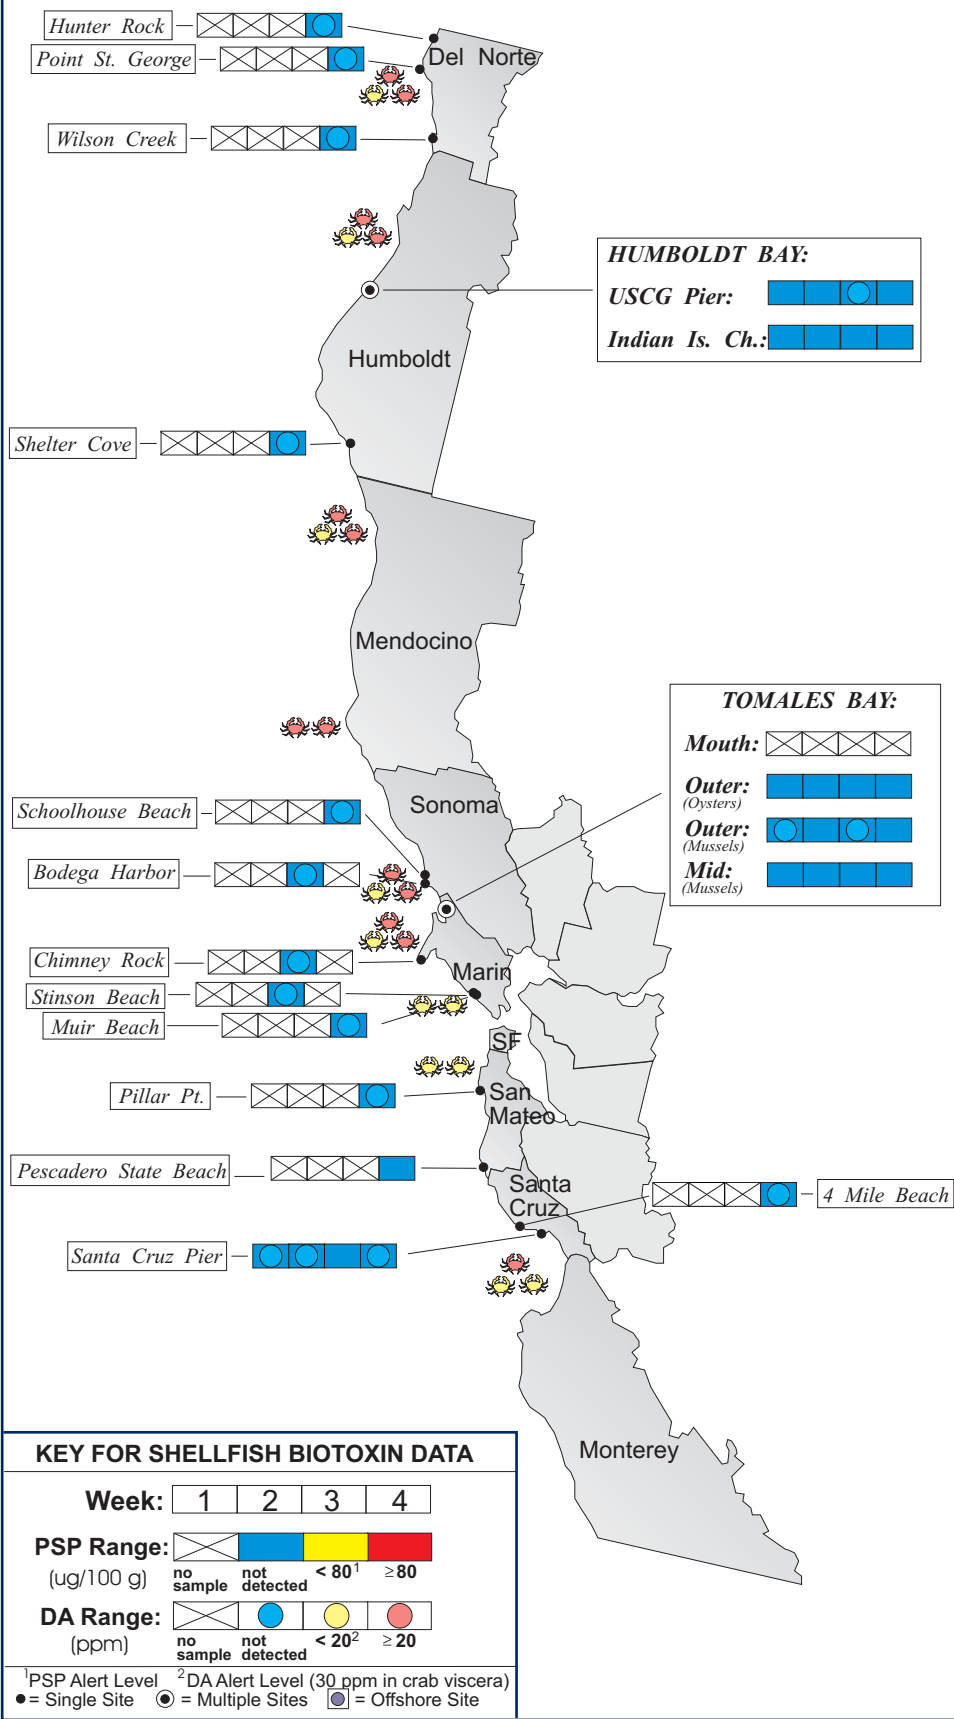 Hunter Rock
Point St. George
Del Norte
Wilson Creek
HUMBOLDT BAY:
USCG Pier:
Indian Is. Ch.:
Humboldt
Shelter Cove
Mendocino
TOMALES BAY:
Mouth:
Outer:
(Oysters)
Outer:
(Mussels)
Mid:
(Mussels)
Sonoma
Schoolhouse Beach
Bodega Harbor
Chimney Rock
Marin
Stinson Beach
Muir Beach
SF
Pillar Pt.
San
Mateo
Pescadero State Beach
Santa
Cruz
4 Mile Beach
Santa Cruz Pier
Monterey
KEY FOR SHELLFISH BIOTOXIN DATA
Week: 1 2 3 4
PSP Range:
(ug/100 g)
no sample
not detected
< 80¹
≥80
DA Range:
(ppm)
no sample
not detected
< 20²
≥ 20
¹PSP Alert Level ²DA Alert Level (30 ppm in crab viscera)
= Single Site = Multiple Sites = Offshore Site